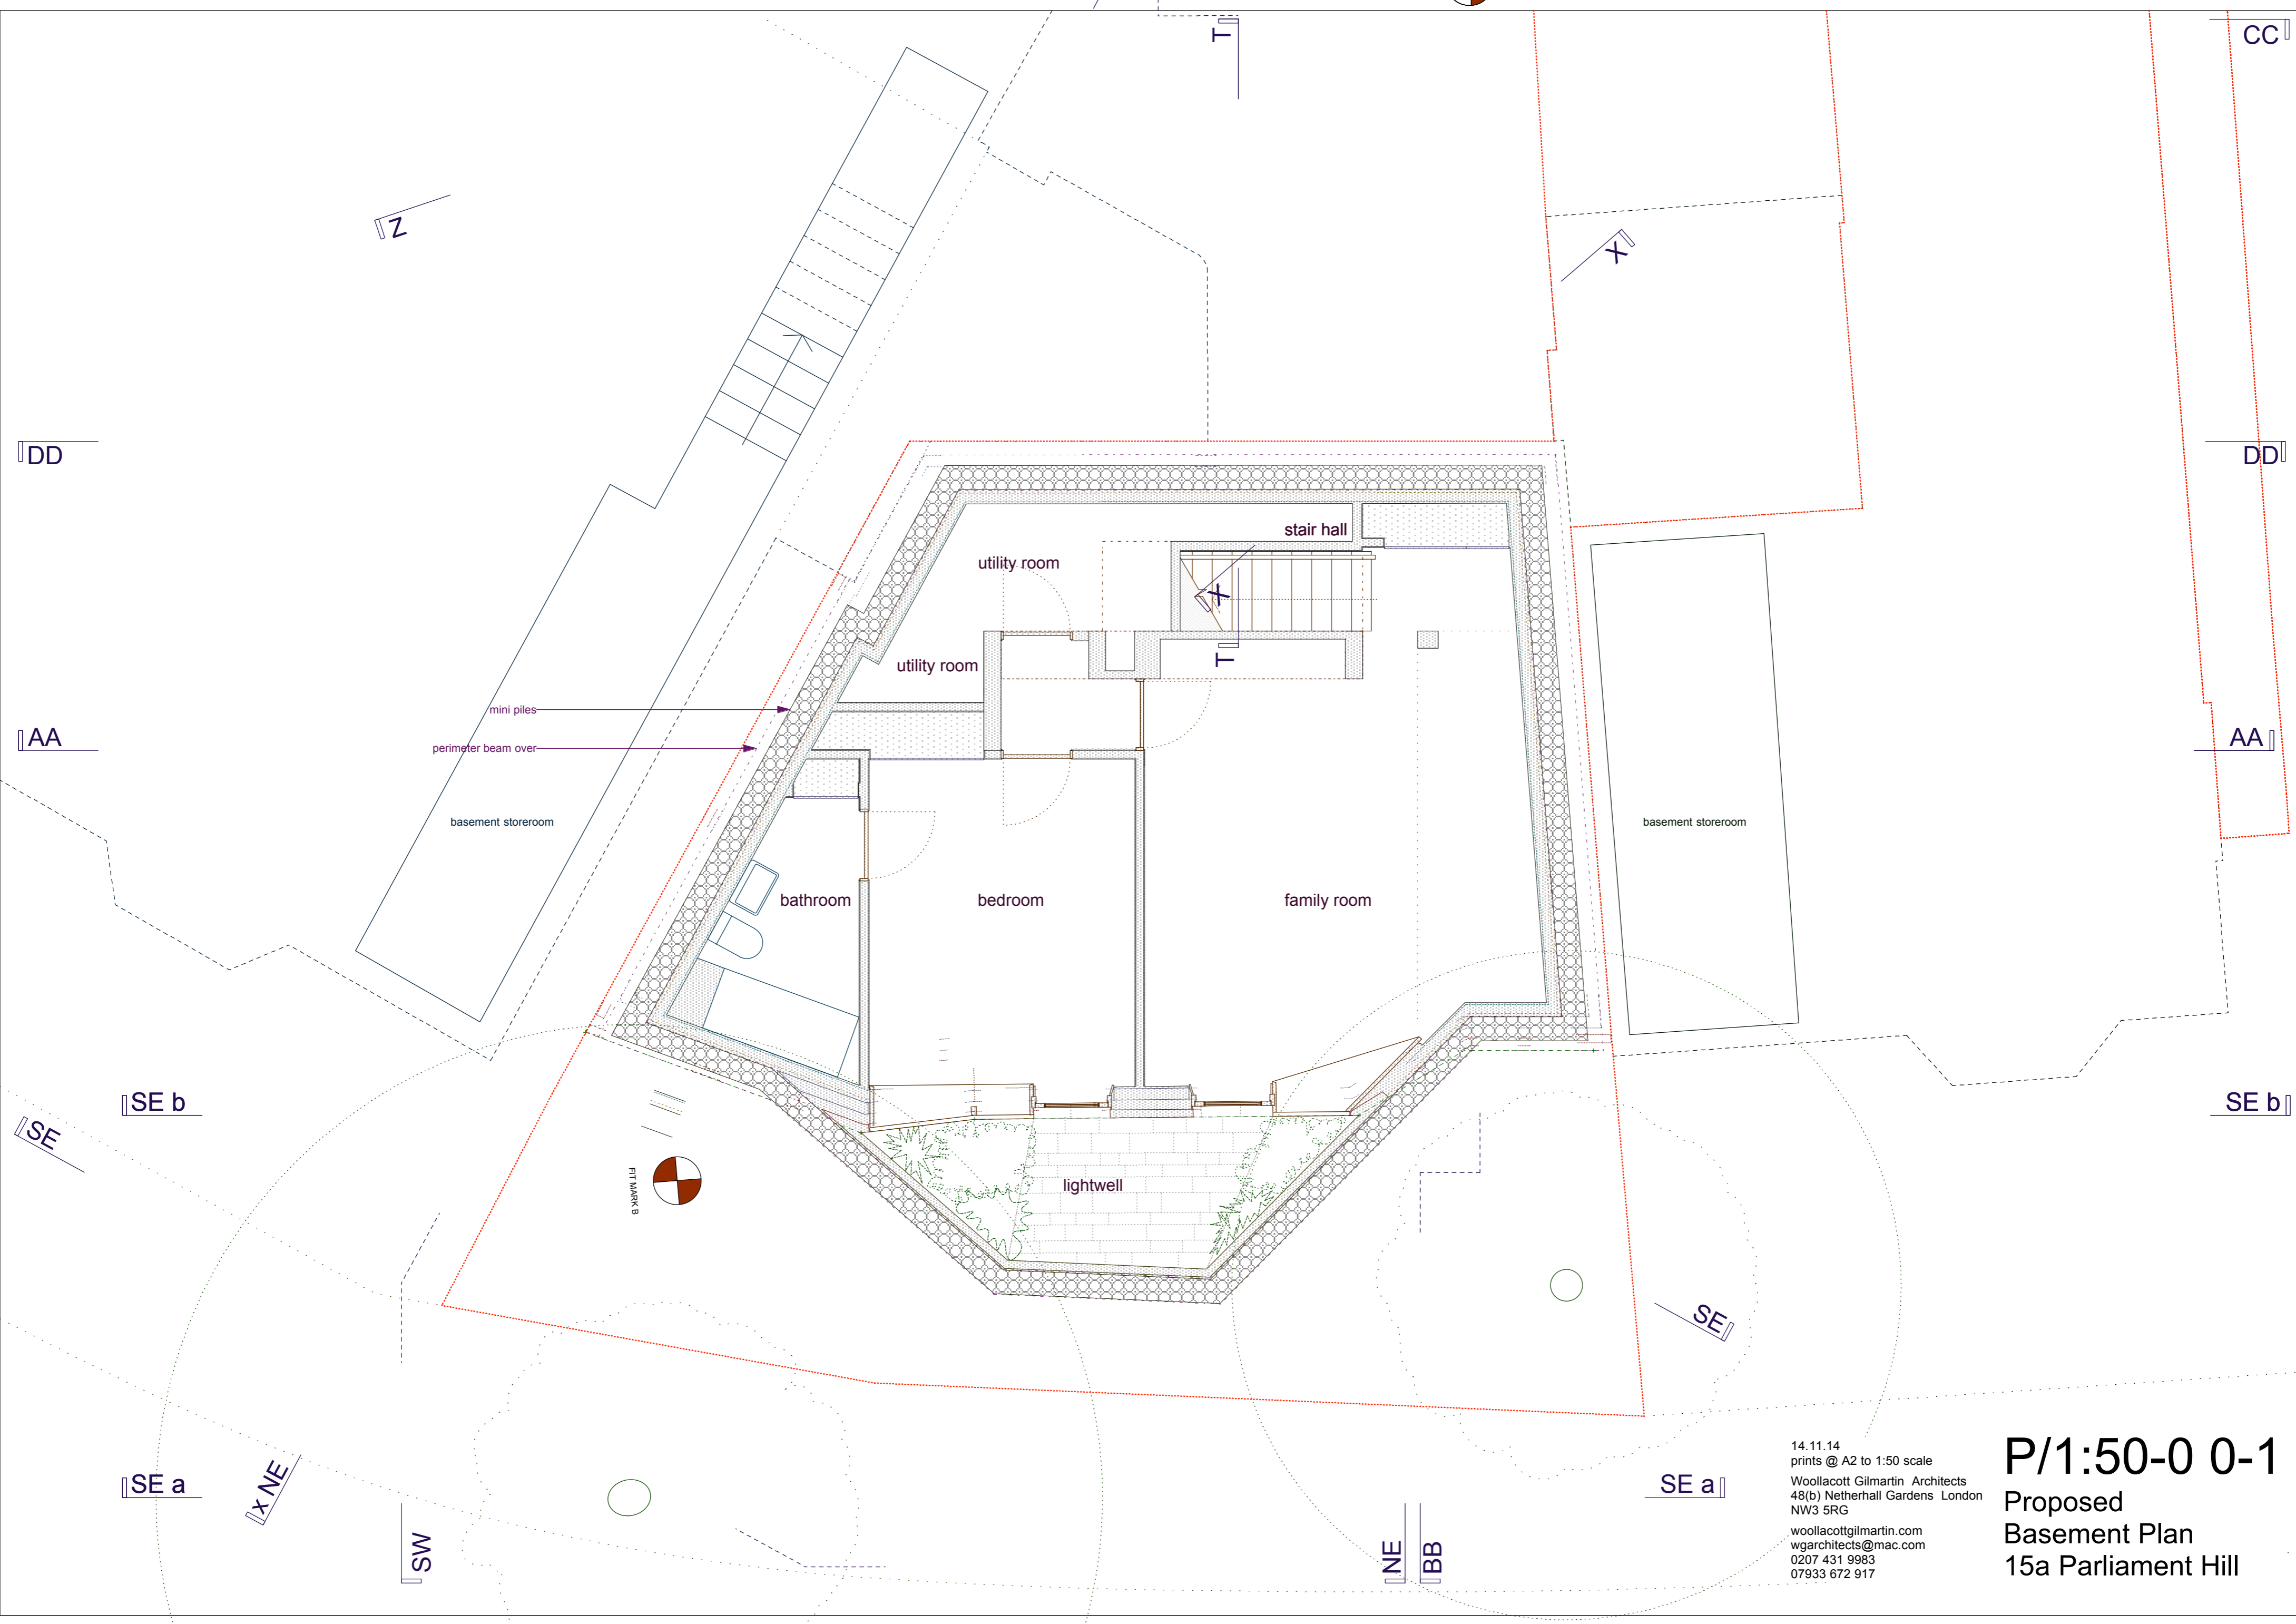 T
CC
Z
X
DD
DD
stair hall
utility room
X
T
utility room
mini piles
perimeter beam over
AA
AA
basement storeroom
basement storeroom
bathroom
bedroom
family room
SE b
SE b
SE
FIT MARK B
lightwell
SE
SE a
SE a
x NE
SW
NE
BB
14.11.14
prints @ A2 to 1:50 scale
Woollacott Gilmartin Architects
48(b) Netherhall Gardens London
NW3 5RG
woollacottgilmartin.com
wgarchitects@mac.com
0207 431 9983
07933 672 917
P/1:50-0 0-1
Proposed
Basement Plan
15a Parliament Hill